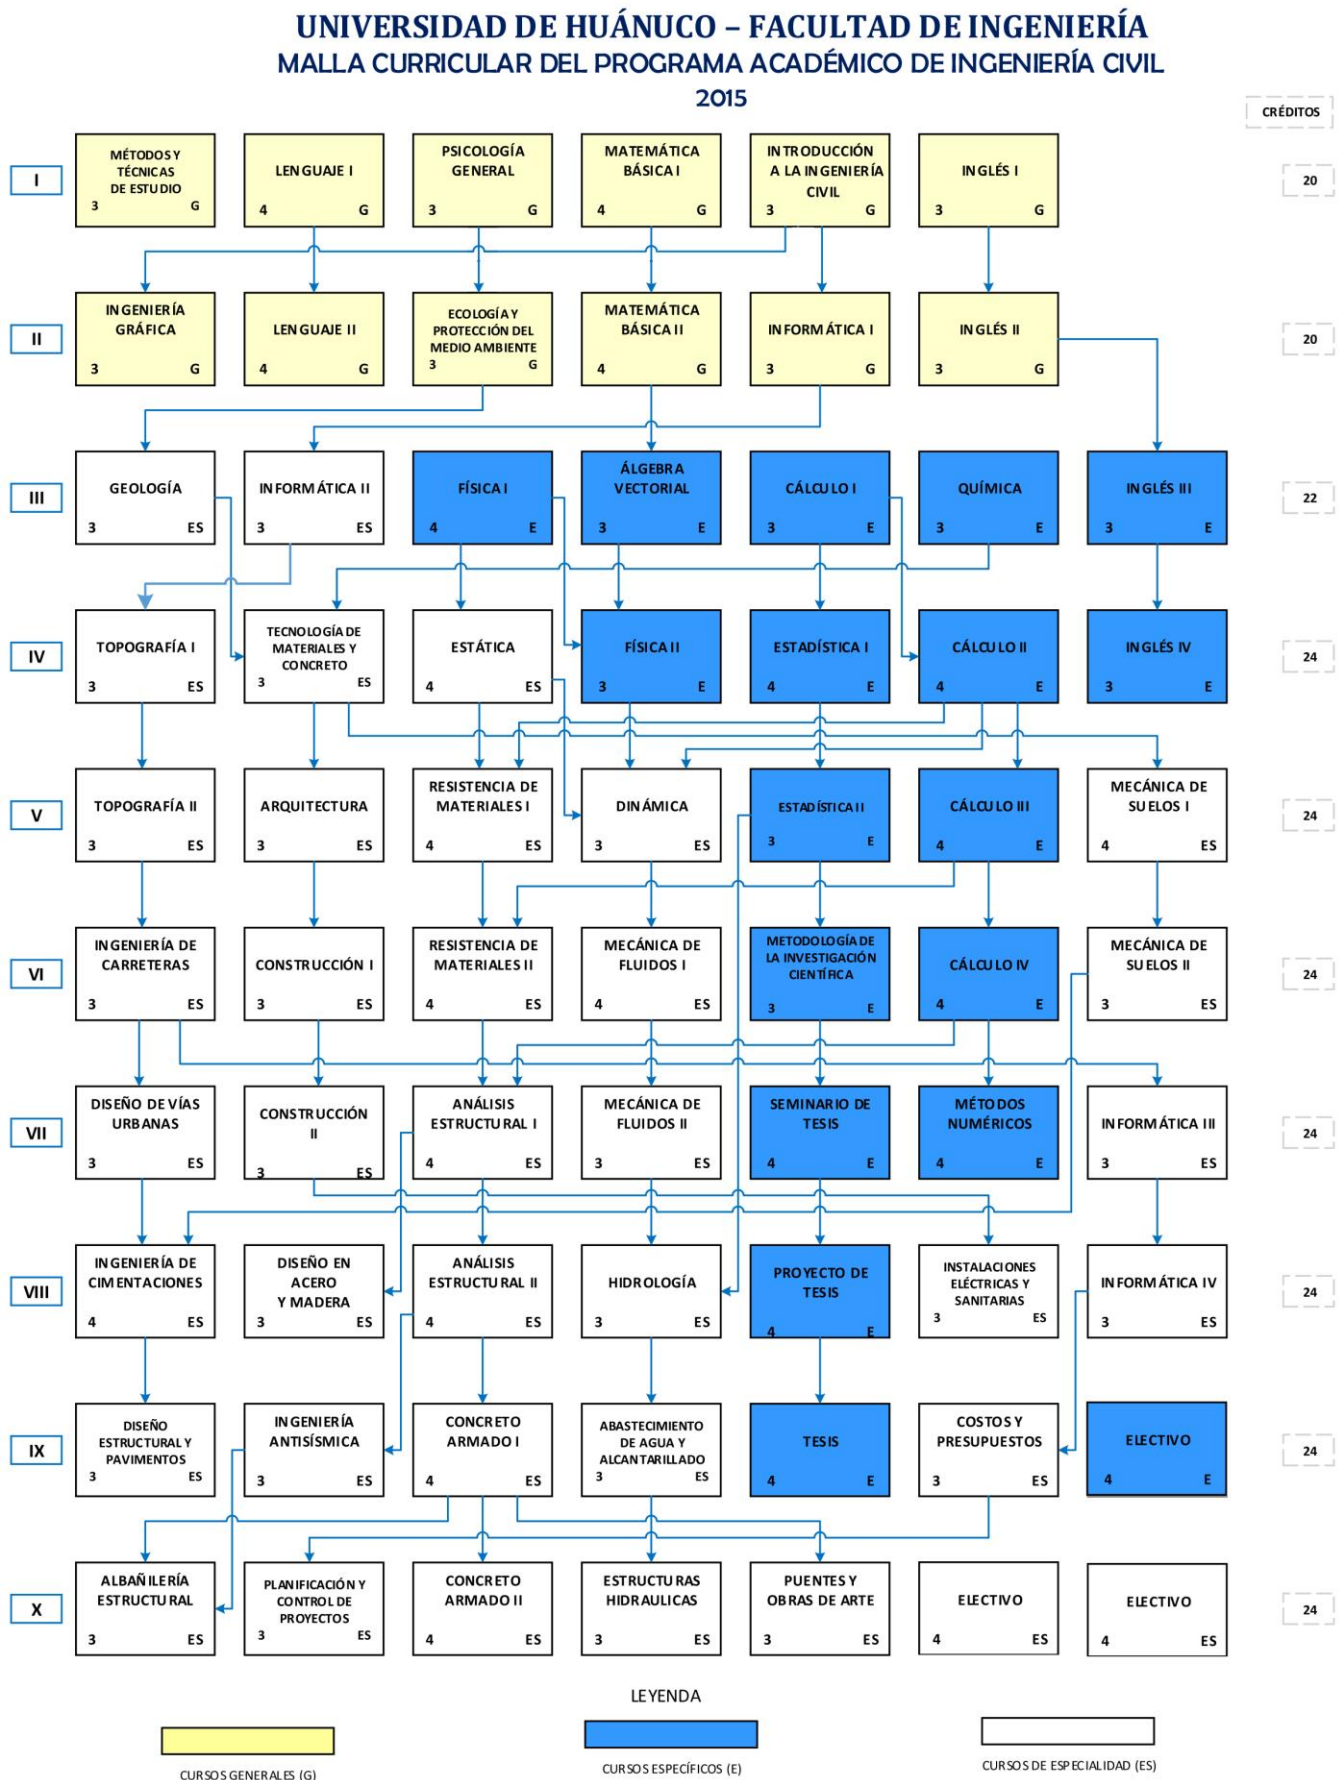 UNIVERSIDAD DE HUÁNUCO – FACULTAD DE INGENIERÍA
MALLA CURRICULAR DEL PROGRAMA ACADÉMICO DE INGENIERÍA CIVIL
2015
CRÉDITOS
I
MÉTODOS Y
TÉCNICAS
DE ESTUDIO
3 G
LENGUAJE I
4 G
PSICOLOGÍA
GENERAL
3 G
MATEMÁTICA
BÁSICA I
4 G
INTRODUCCIÓN
A LA INGENIERÍA
CIVIL
3 G
INGLÉS I
3 G
20
II
INGENIERÍA
GRÁFICA
3 G
LENGUAJE II
4 G
ECOLOGÍA Y
PROTECCIÓN DEL
MEDIO AMBIENTE
3 G
MATEMÁTICA
BÁSICA II
4 G
INFORMÁTICA I
3 G
INGLÉS II
3 G
20
III
GEOLOGÍA
3 ES
INFORMÁTICA II
3 ES
FÍSICA I
4 E
ÁLGEBRA
VECTORIAL
3 E
CÁLCULO I
3 E
QUÍMICA
3 E
INGLÉS III
3 E
22
IV
TOPOGRAFÍA I
3 ES
TECNOLOGÍA DE
MATERIALES Y
CONCRETO
3 ES
ESTÁTICA
4 ES
FÍSICA II
3 E
ESTADÍSTICA I
4 E
CÁLCULO II
4 E
INGLÉS IV
3 E
24
V
TOPOGRAFÍA II
3 ES
ARQUITECTURA
3 ES
RESISTENCIA DE
MATERIALES I
4 ES
DINÁMICA
3 ES
ESTADÍSTICA II
3 E
CÁLCULO III
4 E
MECÁNICA DE
SUELOS I
4 ES
24
VI
INGENIERÍA DE
CARRETERAS
3 ES
CONSTRUCCIÓN I
3 ES
RESISTENCIA DE
MATERIALES II
4 ES
MECÁNICA DE
FLUIDOS I
4 ES
METODOLOGÍA DE
LA INVESTIGACIÓN
CIENTÍFICA
3 E
CÁLCULO IV
4 E
MECÁNICA DE
SUELOS II
3 ES
24
VII
DISEÑO DE VÍAS
URBANAS
3 ES
CONSTRUCCIÓN
II
3 ES
ANÁLISIS
ESTRUCTURAL I
4 ES
MECÁNICA DE
FLUIDOS II
3 ES
SEMINARIO DE
TESIS
4 E
MÉTODOS
NUMÉRICOS
4 E
INFORMÁTICA III
3 ES
24
VIII
INGENIERÍA DE
CIMENTACIONES
4 ES
DISEÑO EN
ACERO
Y MADERA
3 ES
ANÁLISIS
ESTRUCTURAL II
4 ES
HIDROLOGÍA
3 ES
PROYECTO DE
TESIS
4 E
INSTALACIONES
ELÉCTRICAS Y
SANITARIAS
3 ES
INFORMÁTICA IV
3 ES
24
IX
DISEÑO
ESTRUCTURAL Y
PAVIMENTOS
3 ES
INGENIERÍA
ANTISÍSMICA
3 ES
CONCRETO
ARMADO I
4 ES
ABASTECIMIENTO
DE AGUA Y
ALCANTARILLADO
3 ES
TESIS
4 E
COSTOS Y
PRESUPUESTOS
3 ES
ELECTIVO
4 E
24
X
ALBAÑILERÍA
ESTRUCTURAL
3 ES
PLANIFICACIÓN Y
CONTROL DE
PROYECTOS
3 ES
CONCRETO
ARMADO II
4 ES
ESTRUCTURAS
HIDRAULICAS
3 ES
PUENTES Y
OBRAS DE ARTE
3 ES
ELECTIVO
4 ES
ELECTIVO
4 ES
24
LEYENDA
CURSOS GENERALES (G)
CURSOS ESPECÍFICOS (E)
CURSOS DE ESPECIALIDAD (ES)